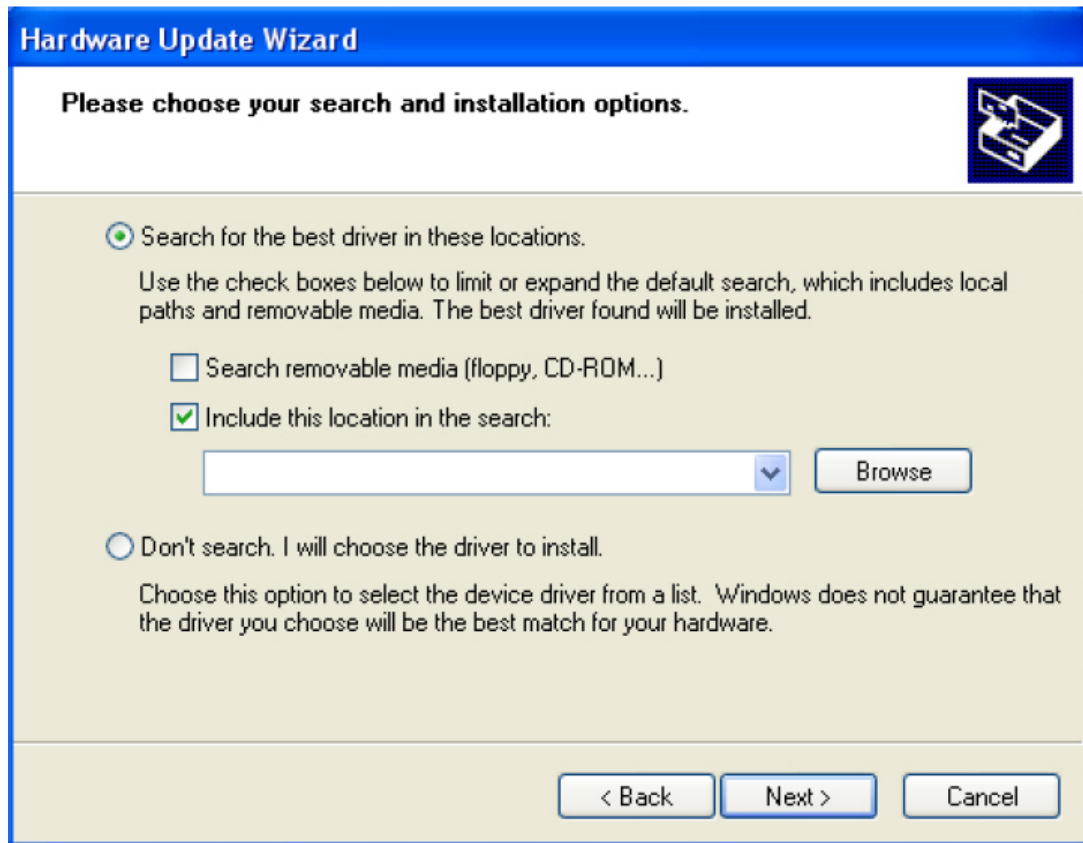 Hardware Update Wizard
Please choose your search and installation options.
Search for the best driver in these locations.
Use the check boxes below to limit or expand the default search, which includes local
paths and removable media. The best driver found will be installed.
Search removable media (floppy, CD-ROM...)
Include this location in the search:
Browse
Don't search. I will choose the driver to install.
Choose this option to select the device driver from a list. Windows does not guarantee that
the driver you choose will be the best match for your hardware.
< Back Next > Cancel